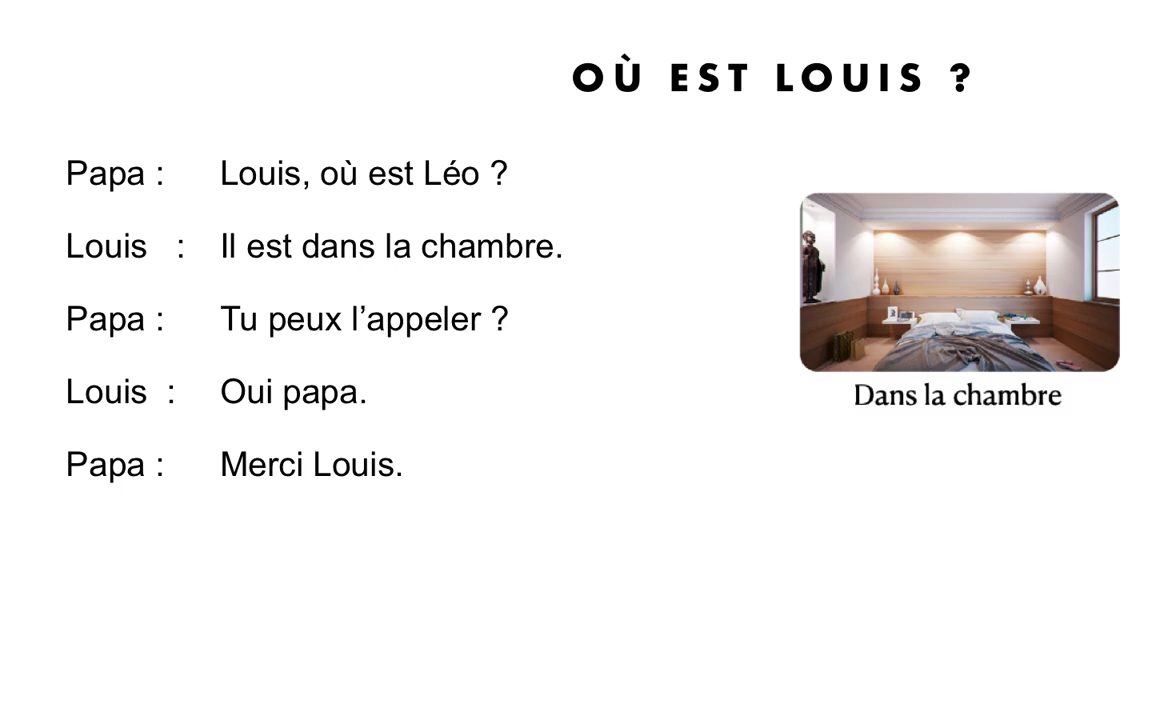 OÙ EST LOUIS ?
Papa : Louis, où est Léo ?
Louis : Il est dans la chambre.
Papa : Tu peux l’appeler ?
Louis : Oui papa.
Papa : Merci Louis.
Dans la chambre